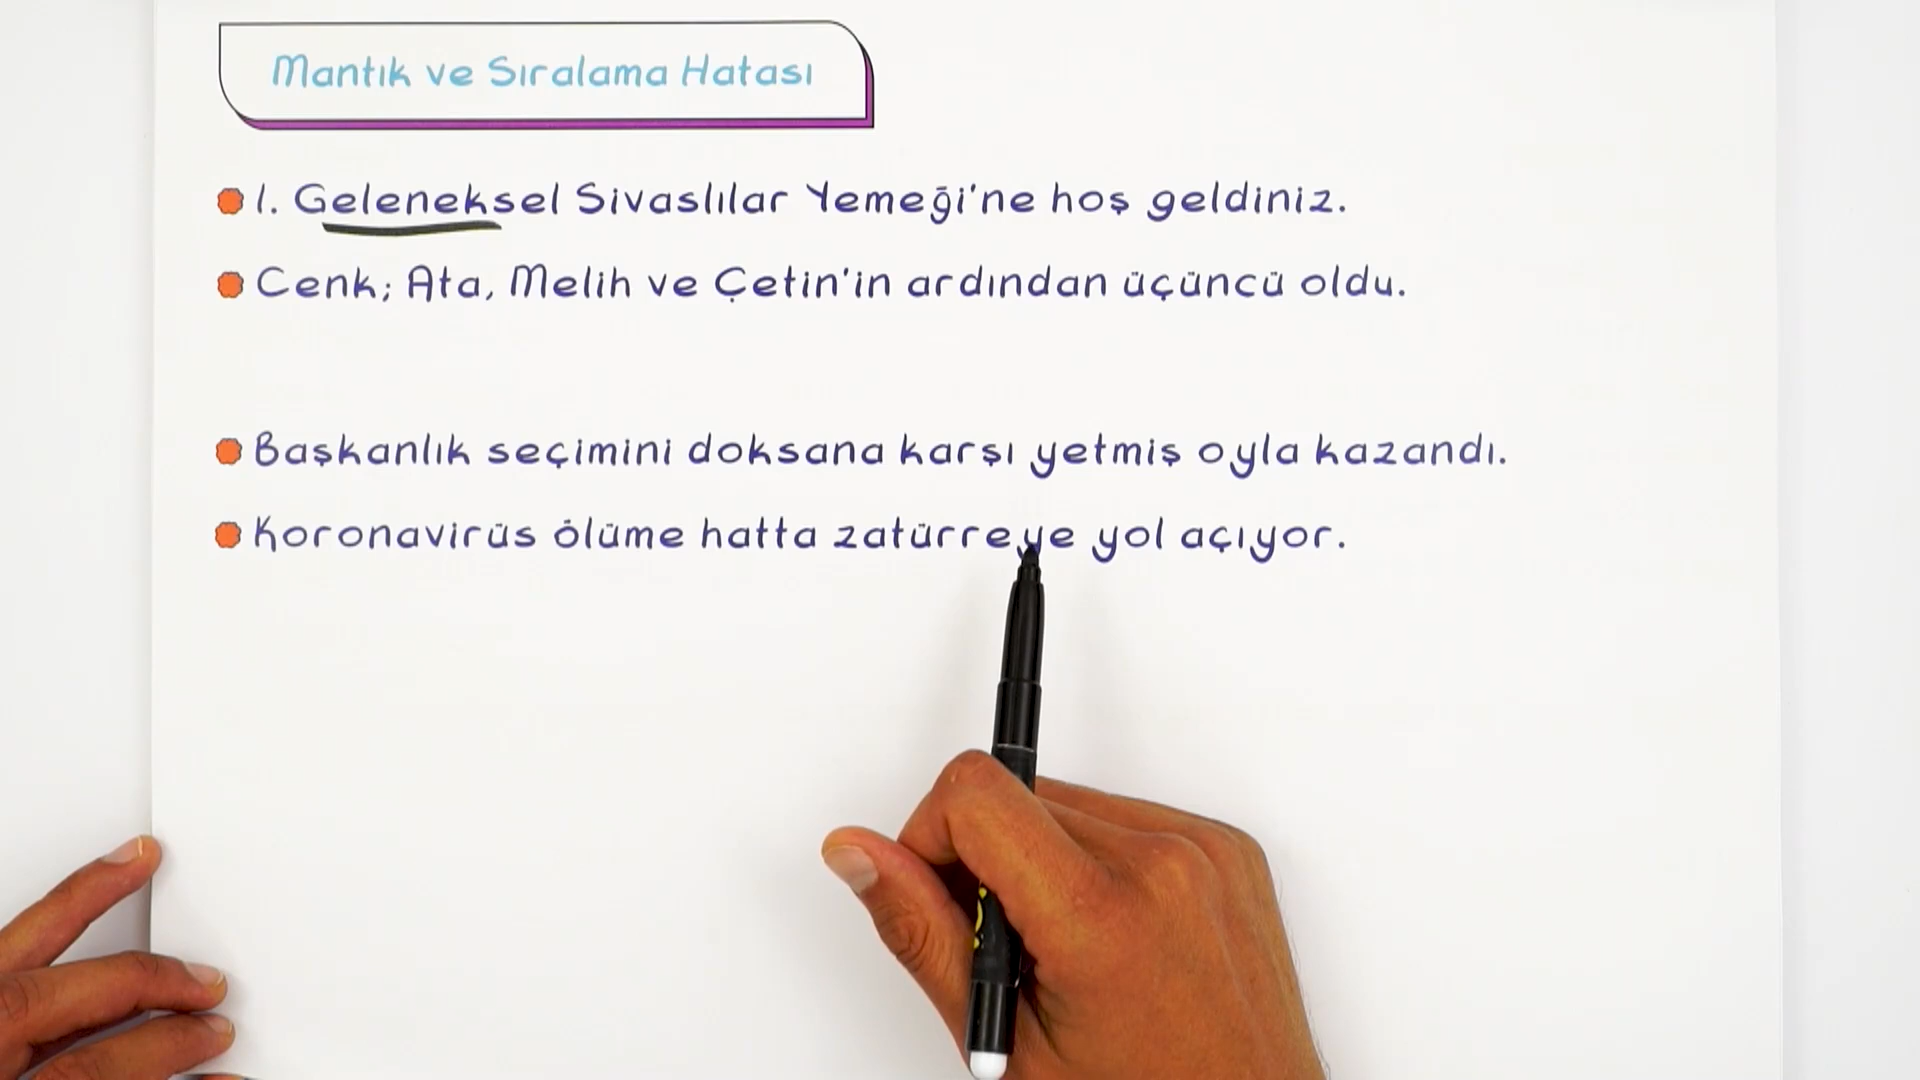 Mantık ve Sıralama Hatası
1. Geleneksel Sivaslılar Yemeği'ne hoş geldiniz.
Cenk; Ata, Melih ve Çetin'in ardından üçüncü oldu.
Başkanlık seçimini doksana karşı yetmiş oyla kazandı.
Koronavirüs ölüme hatta zatürreye yol açıyor.